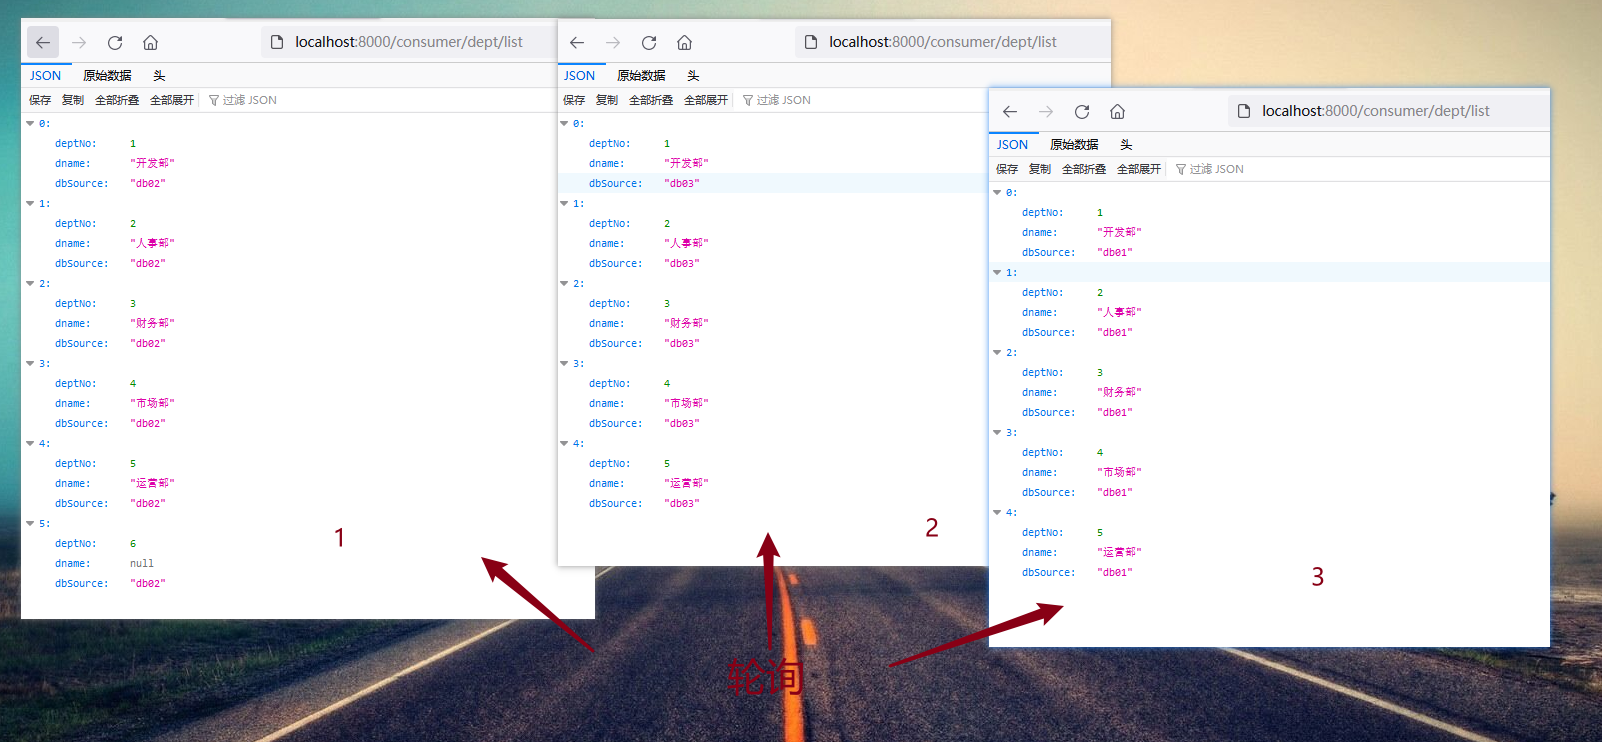 localhost:8000/consumer/dept/list
JSON 原始数据 头
保存 复制 全部折叠 全部展开 过滤 JSON
0:
deptNo: 1
dname: "开发部"
dbSource: "db02"
1:
deptNo: 2
dname: "人事部"
dbSource: "db02"
2:
deptNo: 3
dname: "财务部"
dbSource: "db02"
3:
deptNo: 4
dname: "市场部"
dbSource: "db02"
4:
deptNo: 5
dname: "运营部"
dbSource: "db02"
5:
deptNo: 6
dname: null
dbSource: "db02"
1
localhost:8000/consumer/dept/list
JSON 原始数据 头
保存 复制 全部折叠 全部展开 过滤 JSON
0:
deptNo: 1
dname: "开发部"
dbSource: "db03"
1:
deptNo: 2
dname: "人事部"
dbSource: "db03"
2:
deptNo: 3
dname: "财务部"
dbSource: "db03"
3:
deptNo: 4
dname: "市场部"
dbSource: "db03"
4:
deptNo: 5
dname: "运营部"
dbSource: "db03"
2
localhost:8000/consumer/dept/list
JSON 原始数据 头
保存 复制 全部折叠 全部展开 过滤 JSON
0:
deptNo: 1
dname: "开发部"
dbSource: "db01"
1:
deptNo: 2
dname: "人事部"
dbSource: "db01"
2:
deptNo: 3
dname: "财务部"
dbSource: "db01"
3:
deptNo: 4
dname: "市场部"
dbSource: "db01"
4:
deptNo: 5
dname: "运营部"
dbSource: "db01"
3
轮询